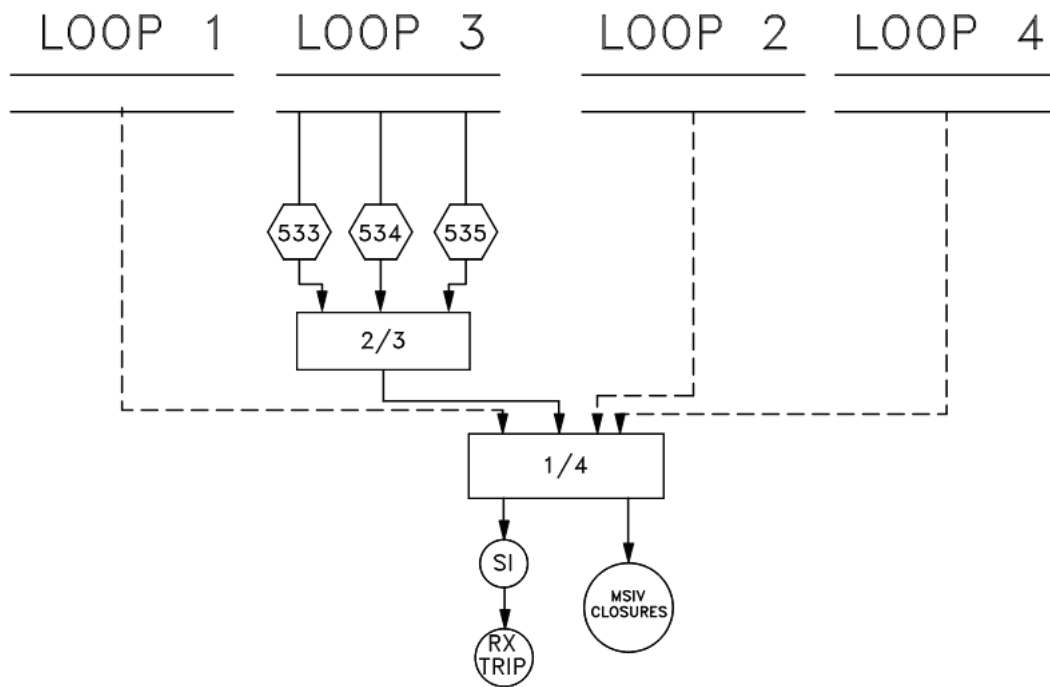 LOOP 1 LOOP 3 LOOP 2 LOOP 4
533 534 535
2/3
1/4
SI
MSIV
CLOSURES
RX
TRIP